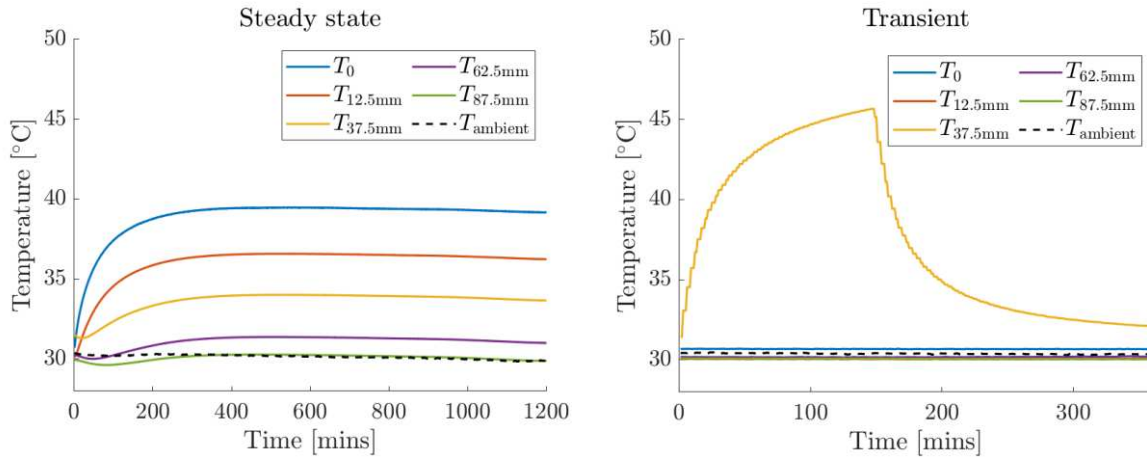 Steady state
50
45
40
35
30
Temperature [°C]
T0
T12.5mm
T37.5mm
T62.5mm
T87.5mm
Tambient
0 200 400 600 800 1000 1200
Time [mins]
Transient
50
45
40
35
30
Temperature [°C]
T0
T12.5mm
T37.5mm
T62.5mm
T87.5mm
Tambient
0 100 200 300
Time [mins]